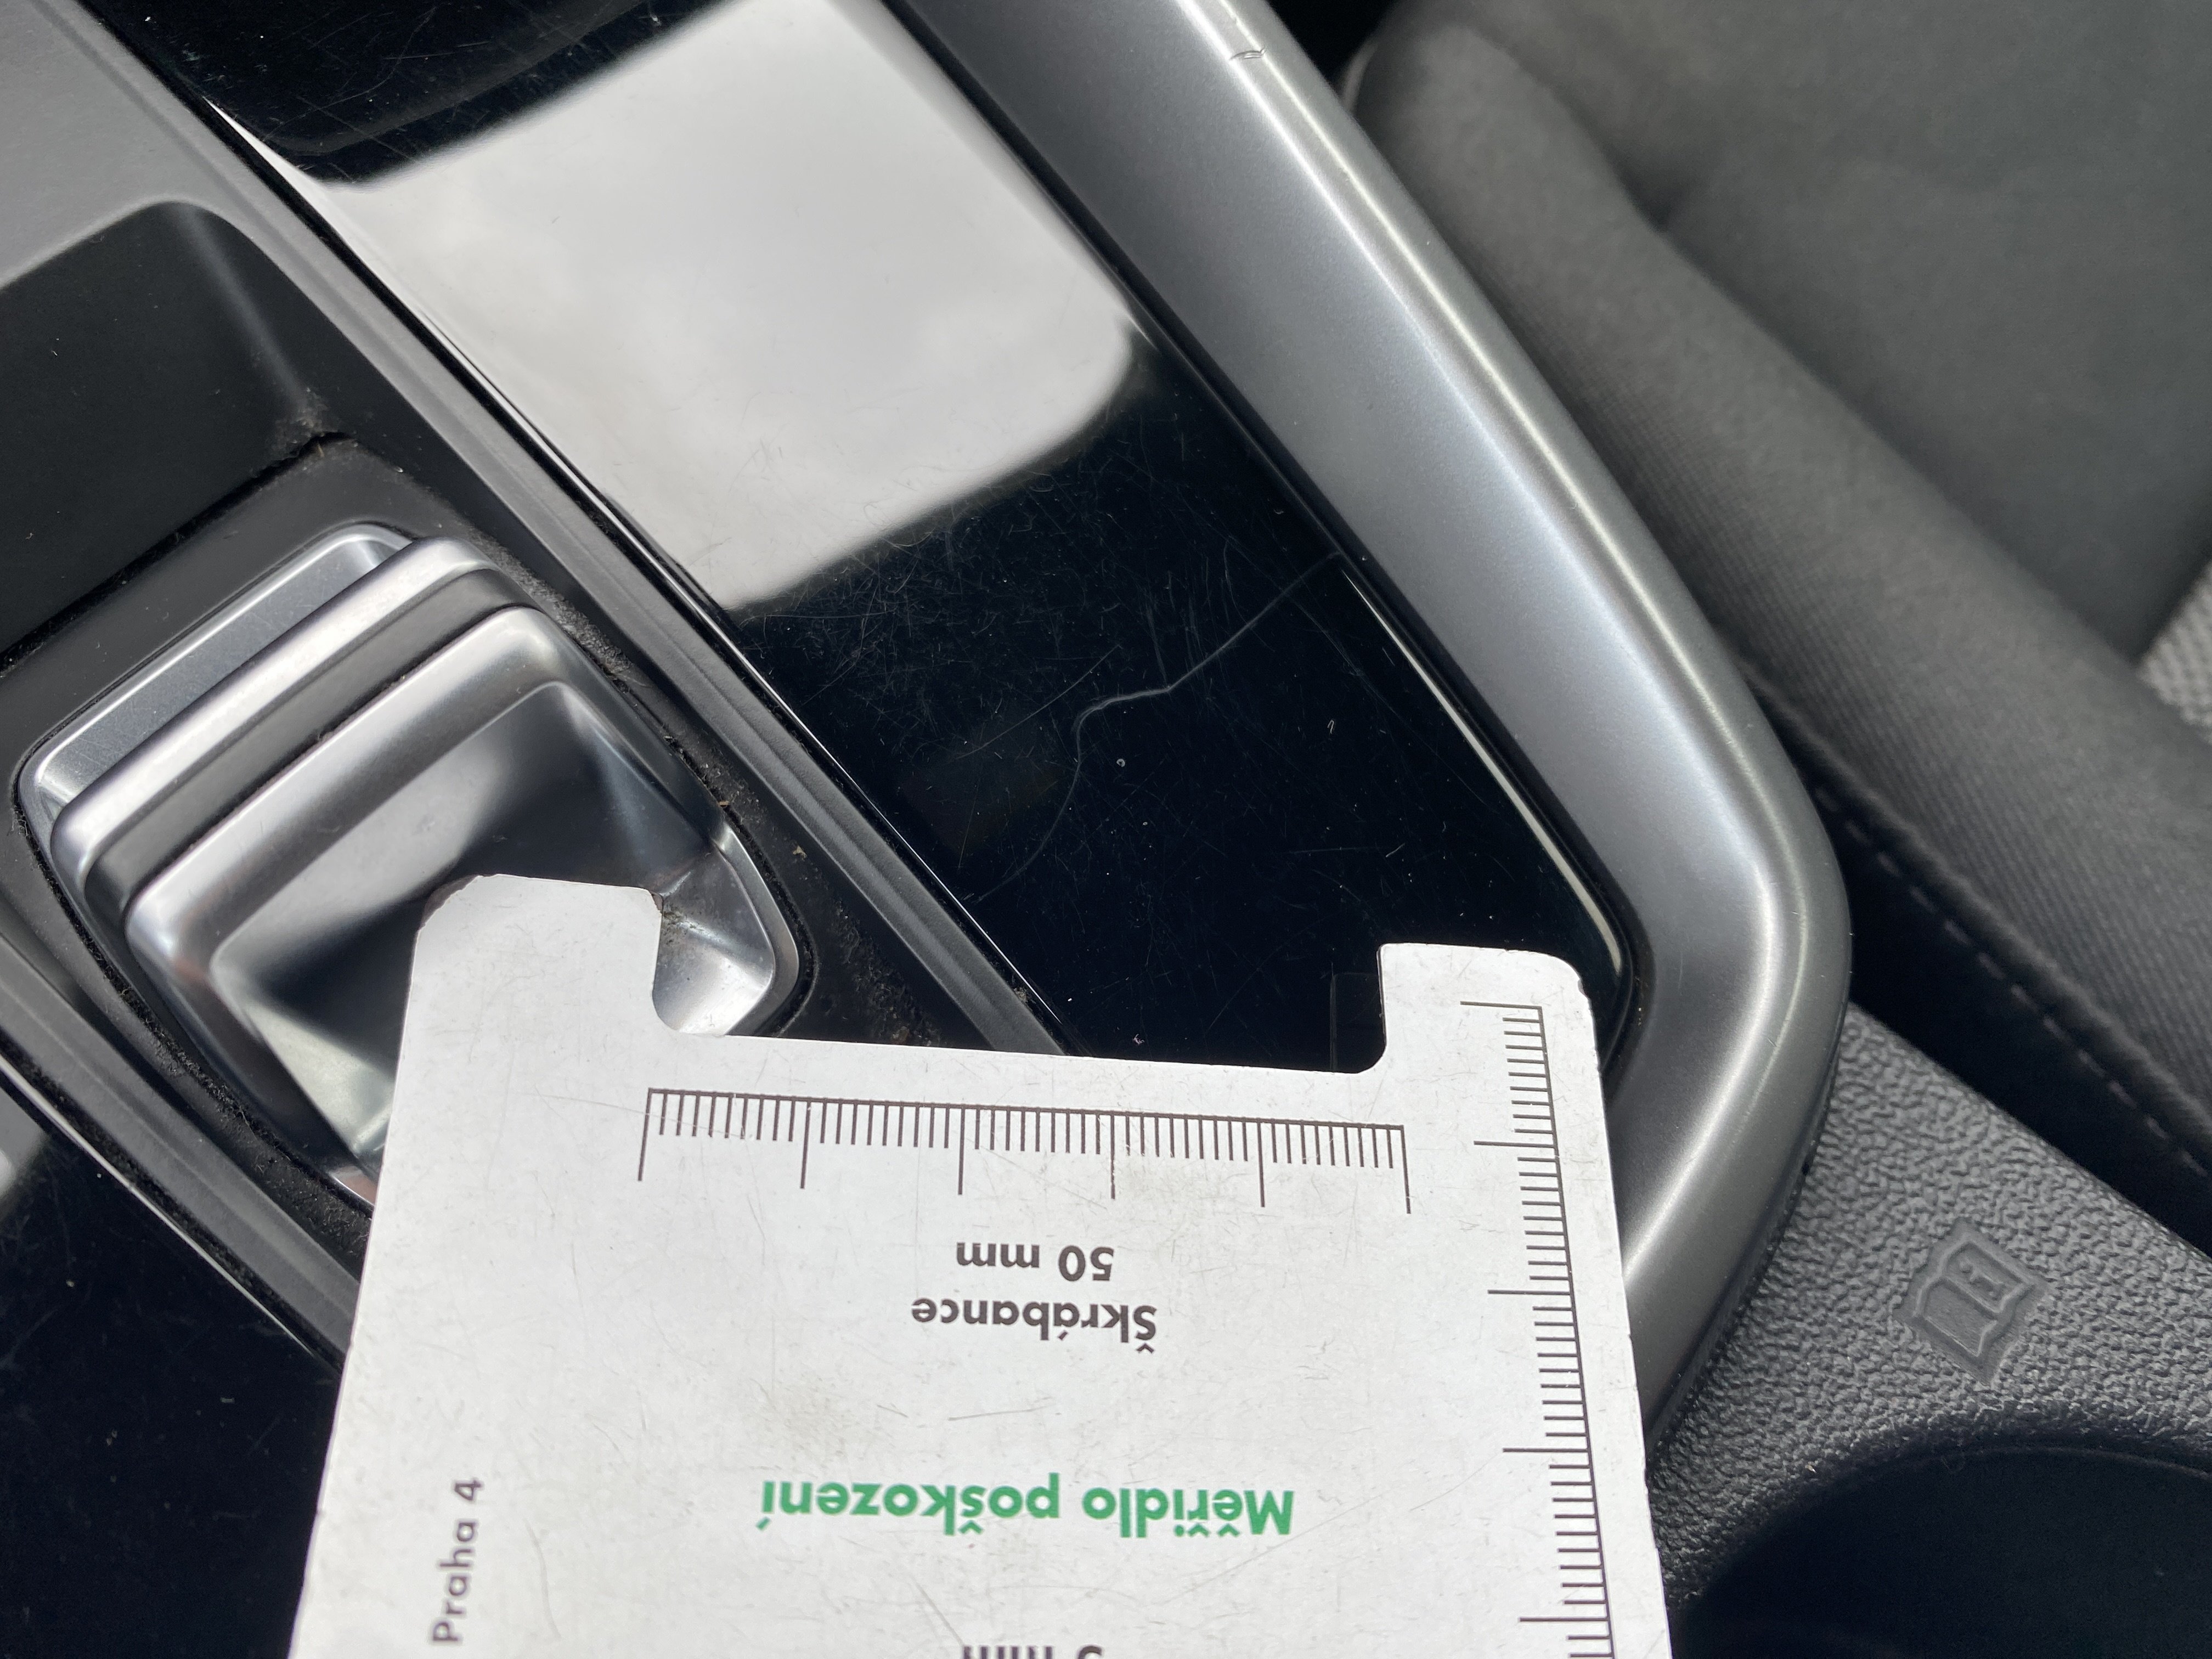 Měřidlo poškození
Škrábance
50 mm
Praha 4